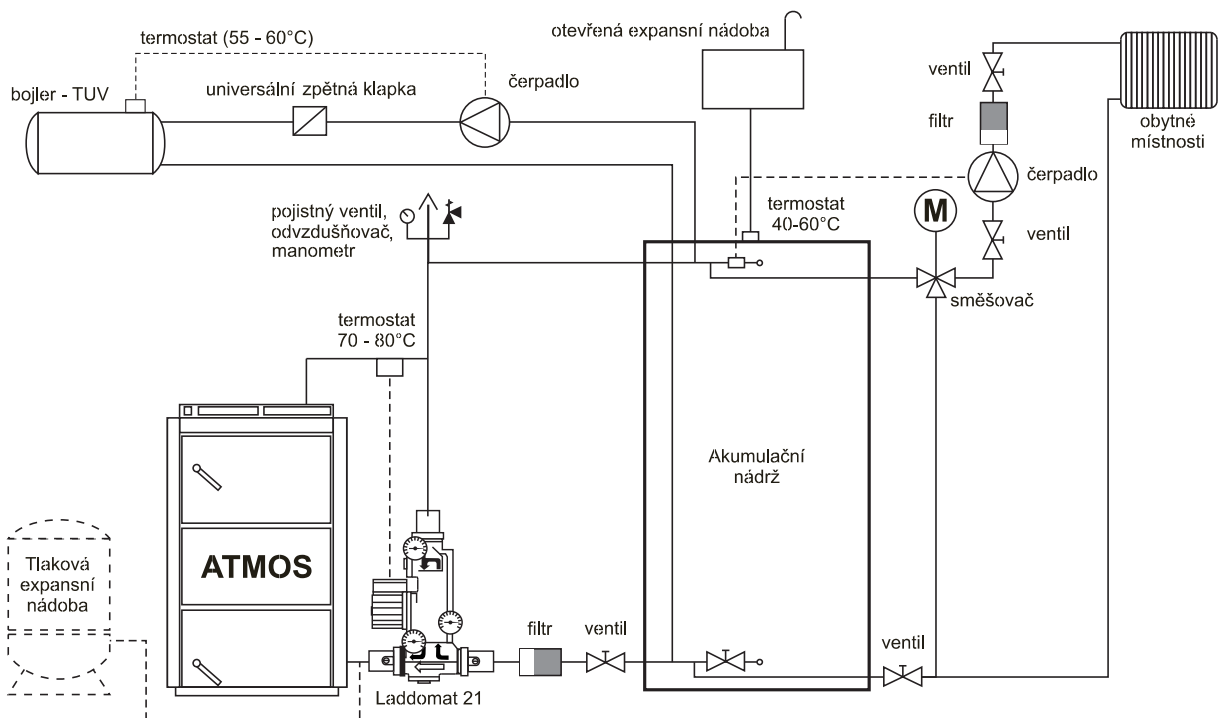 termostat (55 - 60°C)
otevřená expansní nádoba
bojler - TUV
universální zpětná klapka
čerpadlo
ventil
filtr
obytné
místnosti
čerpadlo
pojistný ventil,
odvzdušňovač,
manometr
termostat
40-60°C
M
ventil
směšovač
termostat
70 - 80°C
Akumulační
nádrž
ATMOS
Tlaková
expansní
nádoba
filtr
ventil
ventil
Laddomat 21